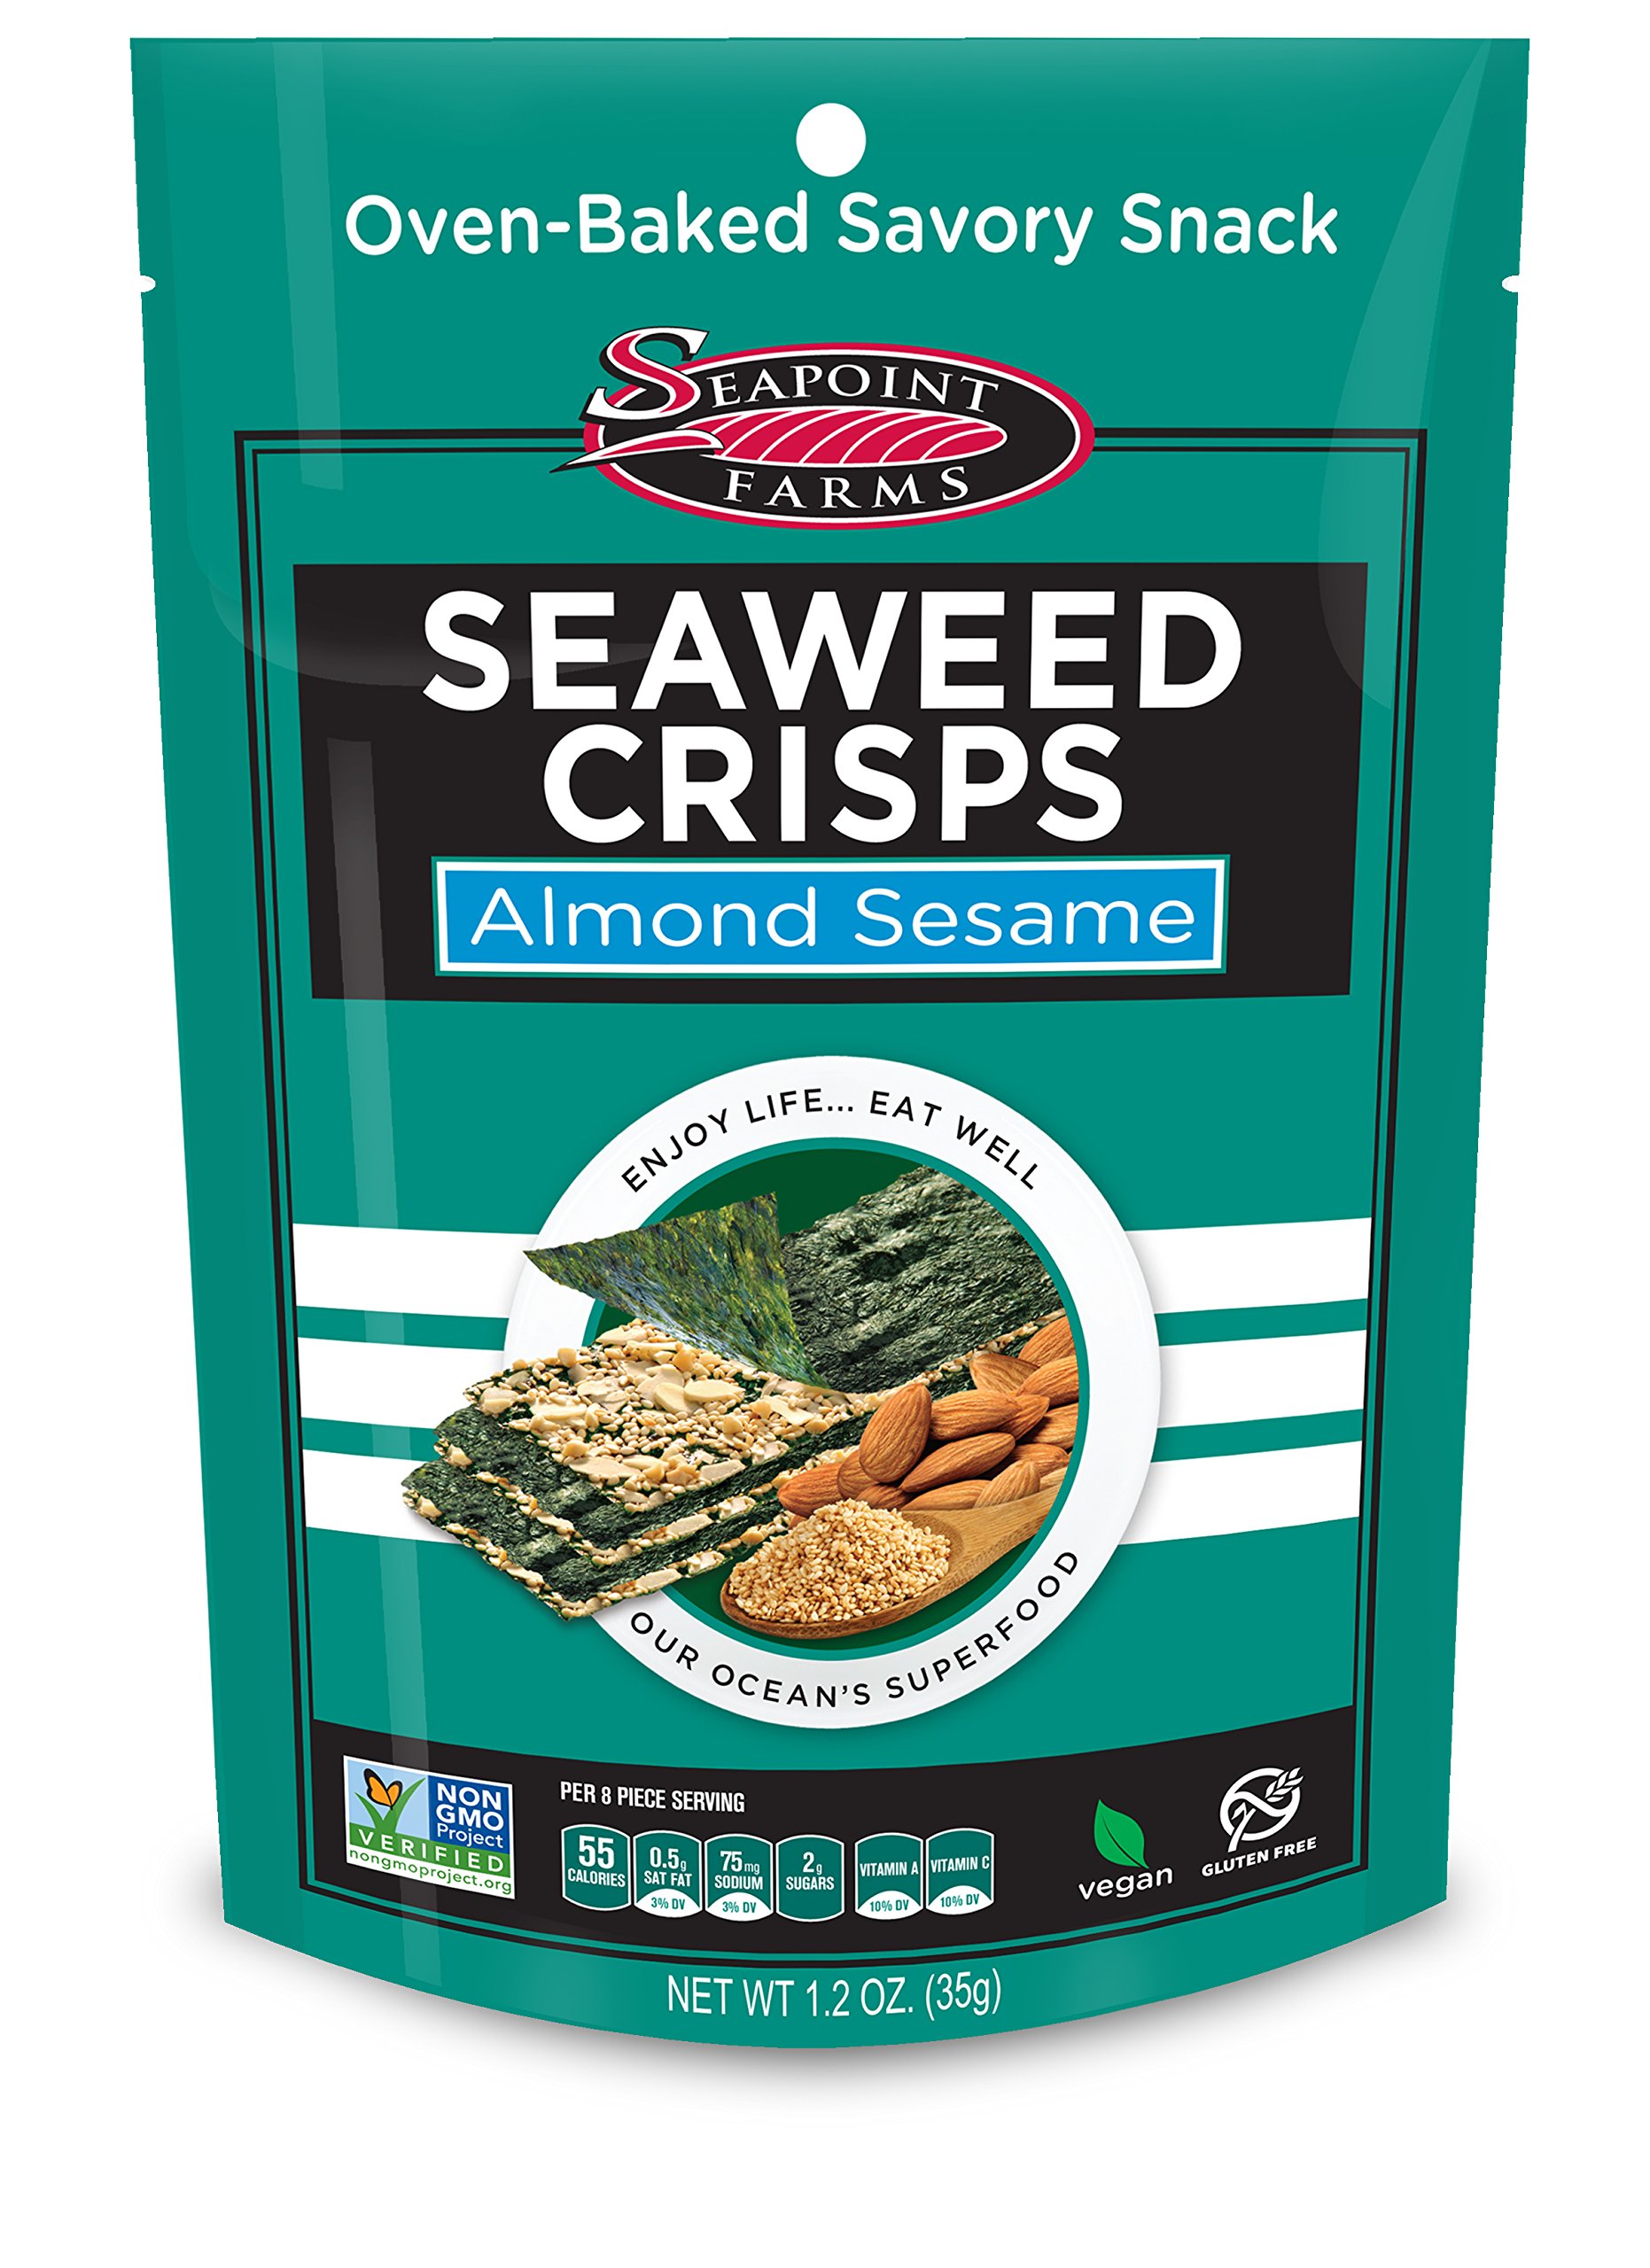 Oven-Baked Savory Snack
SEAPOINT
FARMS
SEAWEED
CRISPS
Almond Sesame
ENJOY LIFE... EAT WELL
OUR OCEAN'S SUPERFOOD
NON
GMO
Project
VERIFIED
nongmoproject.org
PER 8 PIECE SERVING
55
CALORIES
0.5g
SAT FAT
3% DV
75mg
SODIUM
3% DV
2g
SUGARS
VITAMIN A
10% DV
VITAMIN C
10% DV
vegan
GLUTEN FREE
NET WT 1.2 OZ. (35g)